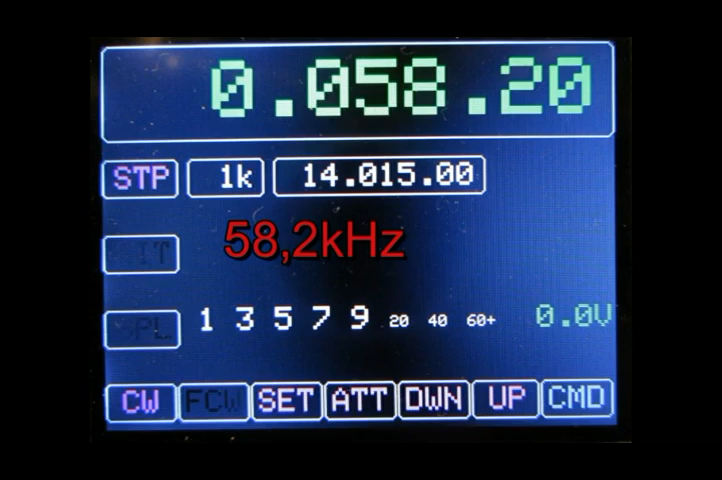 0.058.20
STP 1k 14.015.00
58,2kHz
1 3 5 7 9 20 40 60+ 0.0V
CW FCW SET ATT DWN UP CMD